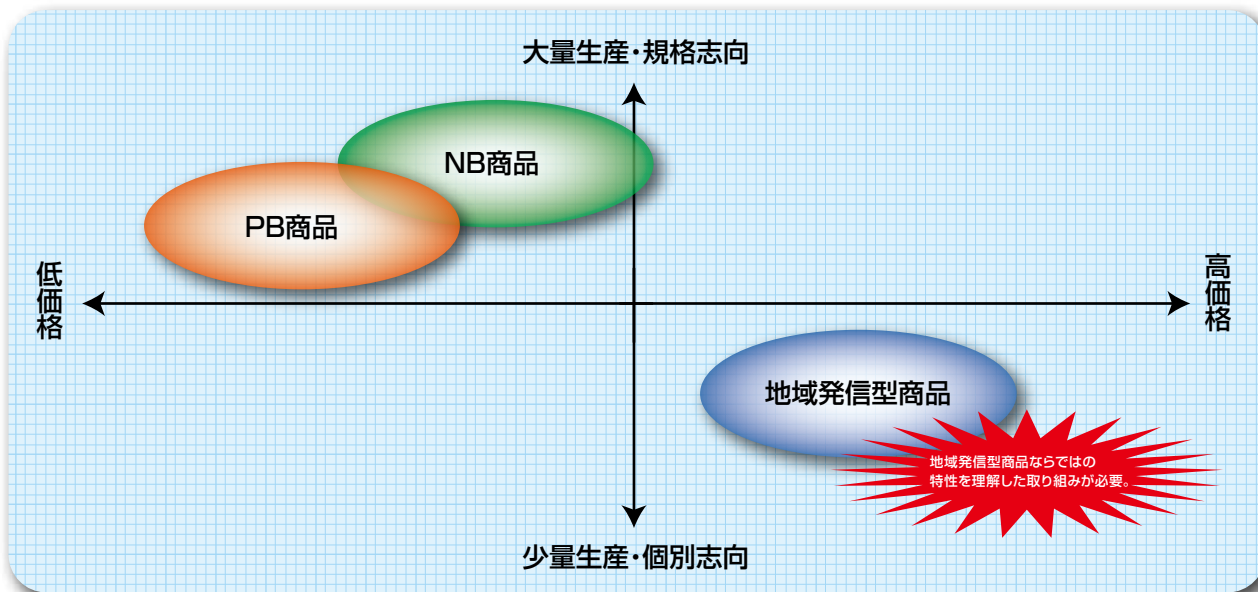 大量生産・規格志向
NB商品
PB商品
低価格
高価格
地域発信型商品
地域発信型商品ならではの
特性を理解した取り組みが必要。
少量生産・個別志向